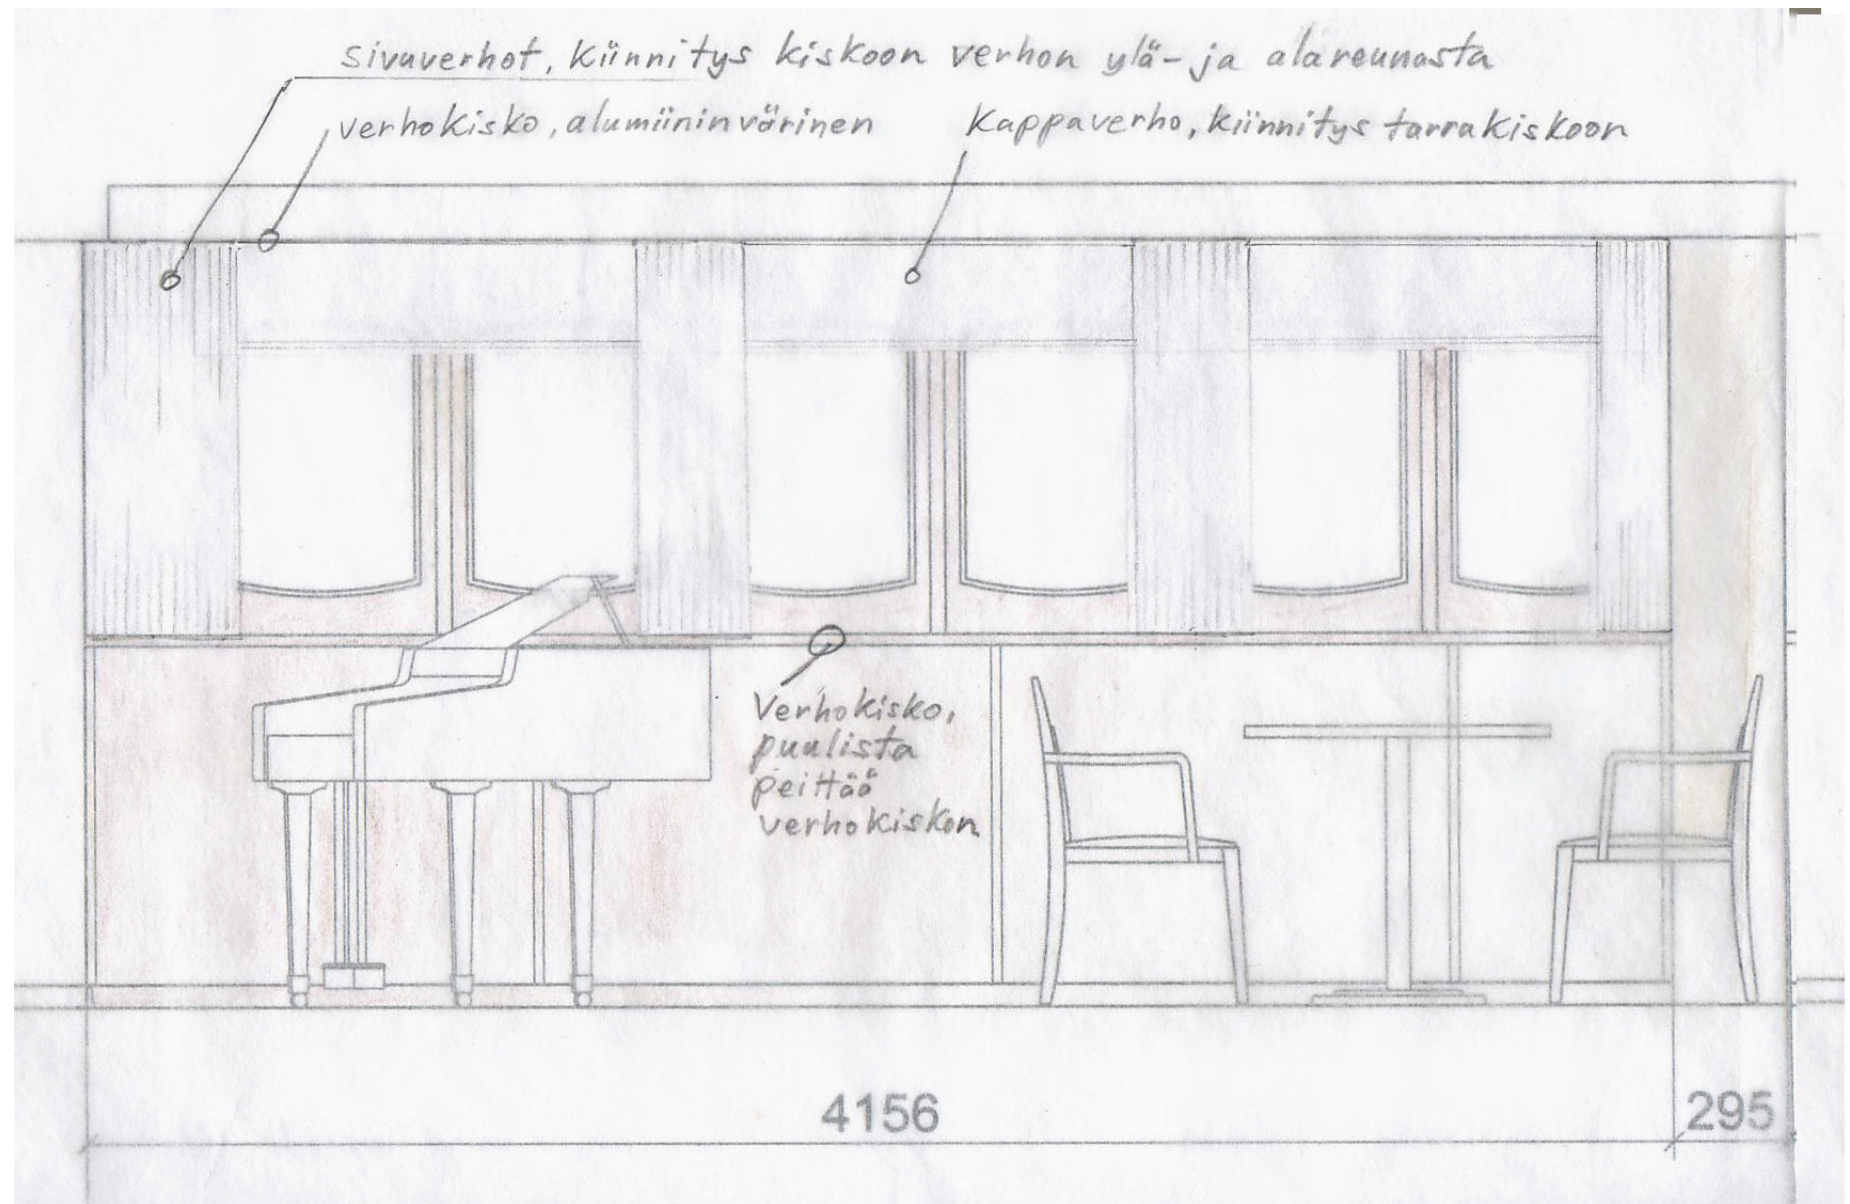 Sivuverhot, kiinnitys kiskoon verhon ylä- ja alareunasta
verhokisko, alumiininvärinen
Kappaverho, kiinnitys tarrakiskoon
Verhokisko,
puulista
peittää
verhokiskon
4156
295